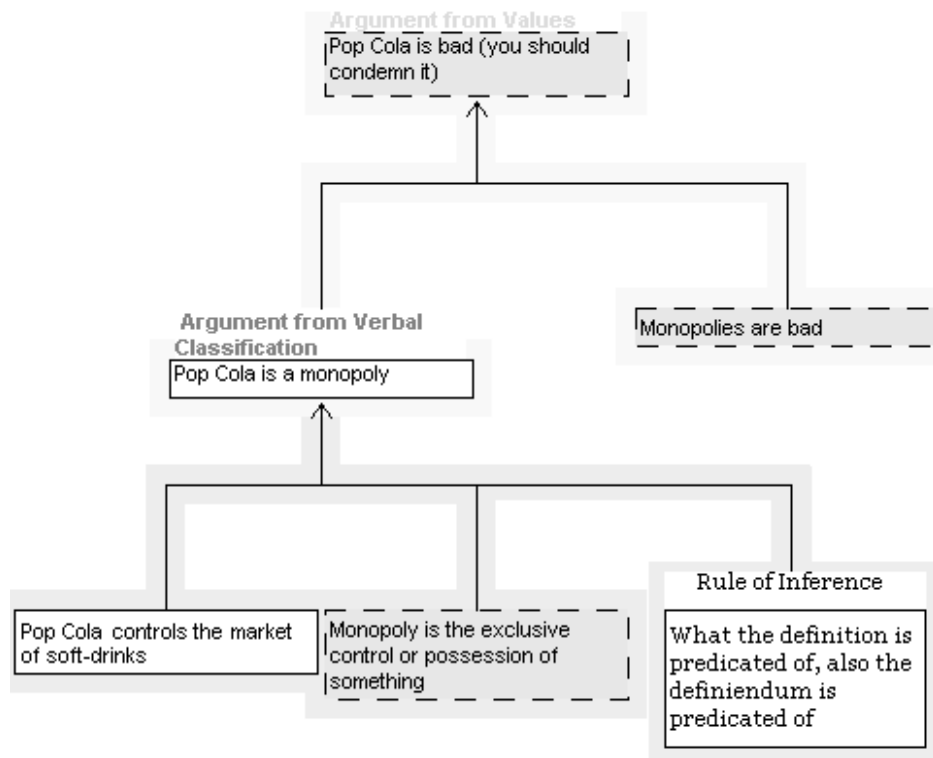 Argument from Values
Pop Cola is bad (you should
condemn it)
Argument from Verbal
Classification
Pop Cola is a monopoly
Monopolies are bad
Pop Cola controls the market
of soft-drinks
Monopoly is the exclusive
control or possession of
something
Rule of Inference
What the definition is
predicated of, also the
definiendum is
predicated of